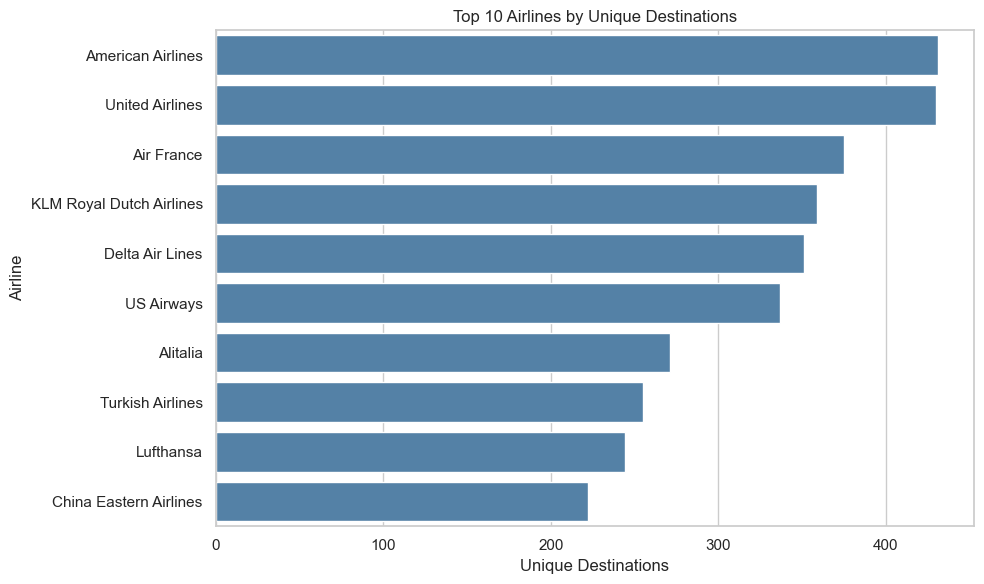 Top 10 Airlines by Unique Destinations
American Airlines
United Airlines
Air France
KLM Royal Dutch Airlines
Delta Air Lines
US Airways
Alitalia
Turkish Airlines
Lufthansa
China Eastern Airlines
Airline
0 100 200 300 400
Unique Destinations